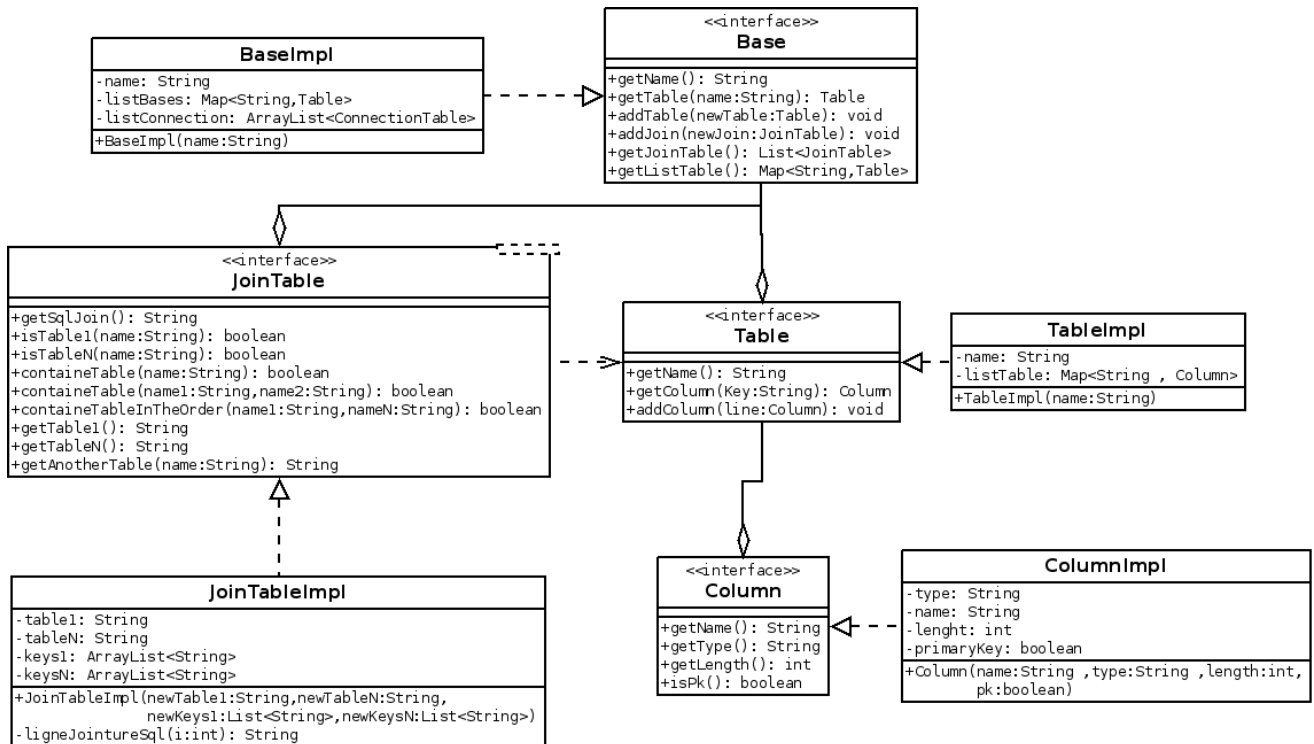 <<interface>>
Base
+getName(): String
+getTable(name:String): Table
+addTable(newTable:Table): void
+addJoin(newJoin:JoinTable): void
+getJoinTable(): List<JoinTable>
+getListTable(): Map<String,Table>
BaseImpl
-name: String
-listBases: Map<String,Table>
-listConnection: ArrayList<ConnectionTable>
+BaseImpl(name:String)
<<interface>>
JoinTable
+getSqlJoin(): String
+isTable1(name:String): boolean
+isTableN(name:String): boolean
+containeTable(name:String): boolean
+containeTable(name1:String,name2:String): boolean
+containeTableInTheOrder(name1:String,nameN:String): boolean
+getTable1(): String
+getTableN(): String
+getAnotherTable(name:String): String
<<interface>>
Table
+getName(): String
+getColumn(Key:String): Column
+addColumn(line:Column): void
TableImpl
-name: String
-listTable: Map<String , Column>
+TableImpl(name:String)
JoinTableImpl
-table1: String
-tableN: String
-keys1: ArrayList<String>
-keysN: ArrayList<String>
+JoinTableImpl(newTable1:String,newTableN:String,
newKeys1:List<String>,newKeysN:List<String>)
-ligneJointureSql(i:int): String
<<interface>>
Column
+getName(): String
+getType(): String
+getLength(): int
+isPk(): boolean
ColumnImpl
-type: String
-name: String
-lenght: int
-primaryKey: boolean
+Column(name:String ,type:String ,length:int,
pk:boolean)